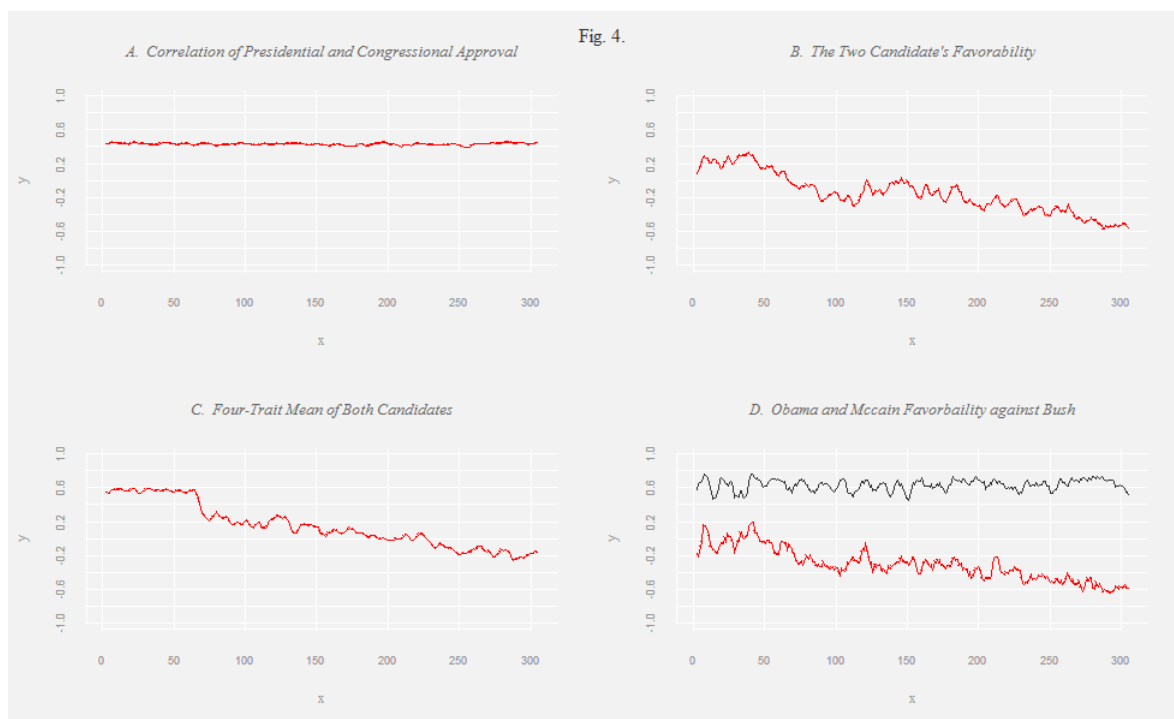 Fig. 4.
A. Correlation of Presidential and Congressional Approval
1.0
0.6
0.2
-0.2
-0.6
-1.0
y
0 50 100 150 200 250 300
x
B. The Two Candidate's Favorability
1.0
0.6
0.2
-0.2
-0.6
-1.0
y
0 50 100 150 200 250 300
x
C. Four-Trait Mean of Both Candidates
1.0
0.6
0.2
-0.2
-0.6
-1.0
y
0 50 100 150 200 250 300
x
D. Obama and Mccain Favorbaility against Bush
1.0
0.6
0.2
-0.2
-0.6
-1.0
y
0 50 100 150 200 250 300
x